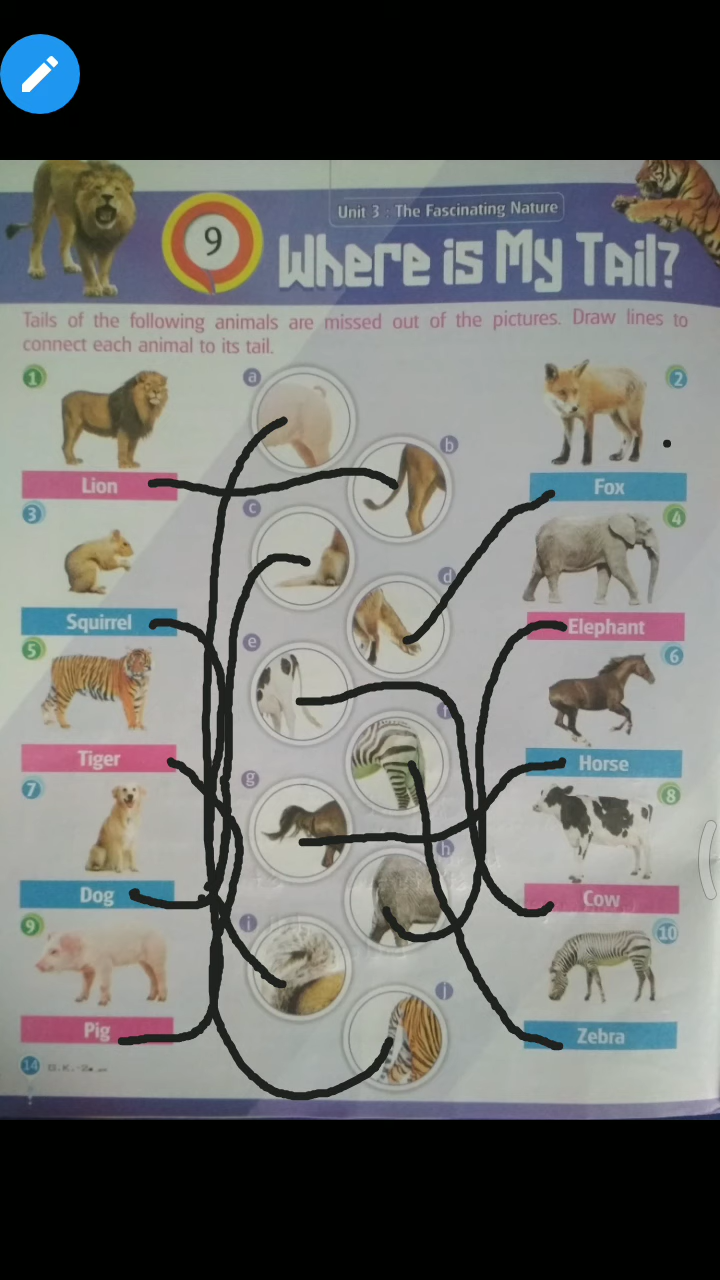 Unit 3 : The Fascinating Nature
9
Where is My Tail?
Tails of the following animals are missed out of the pictures. Draw lines to
connect each animal to its tail.
1
a
2
b
Lion
Fox
3
c
4
d
Squirrel
Elephant
5
e
6
f
Tiger
Horse
7
g
8
h
Dog
Cow
9
i
10
j
Pig
Zebra
14